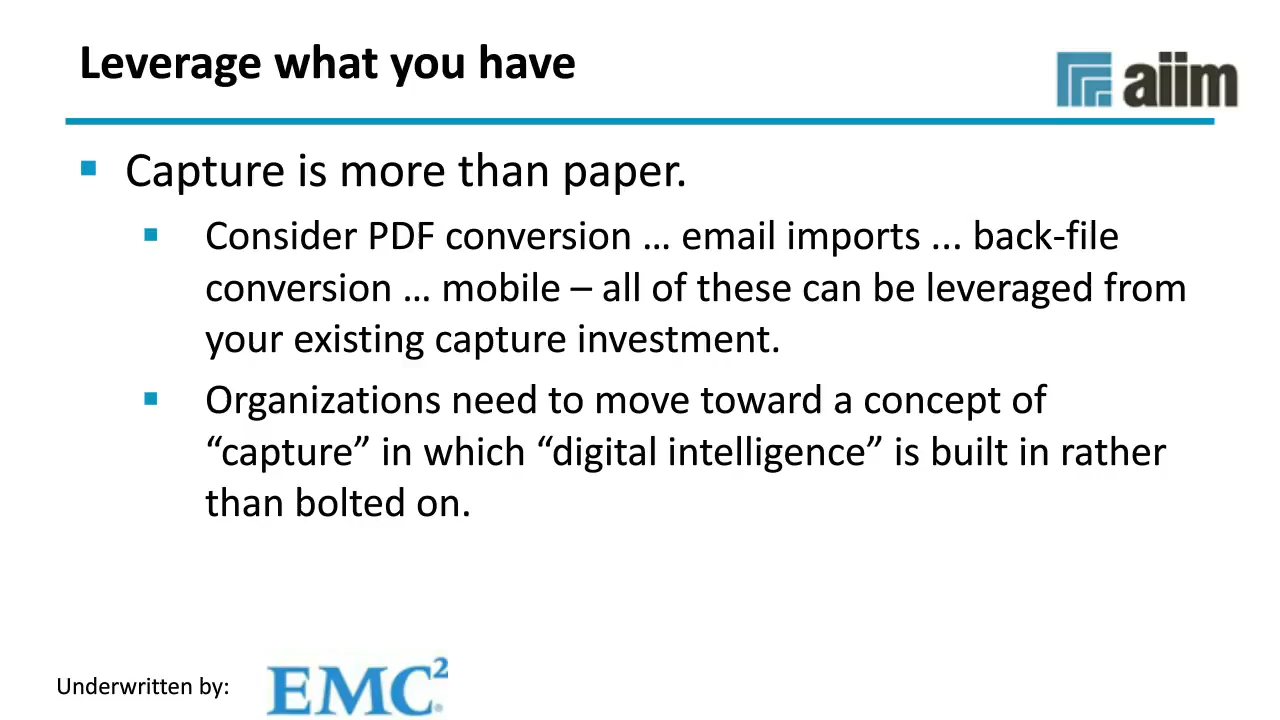 Leverage what you have
aiim
Capture is more than paper.
Consider PDF conversion … email imports ... back-file
conversion … mobile – all of these can be leveraged from
your existing capture investment.
Organizations need to move toward a concept of
“capture” in which “digital intelligence” is built in rather
than bolted on.
Underwritten by:
EMC²